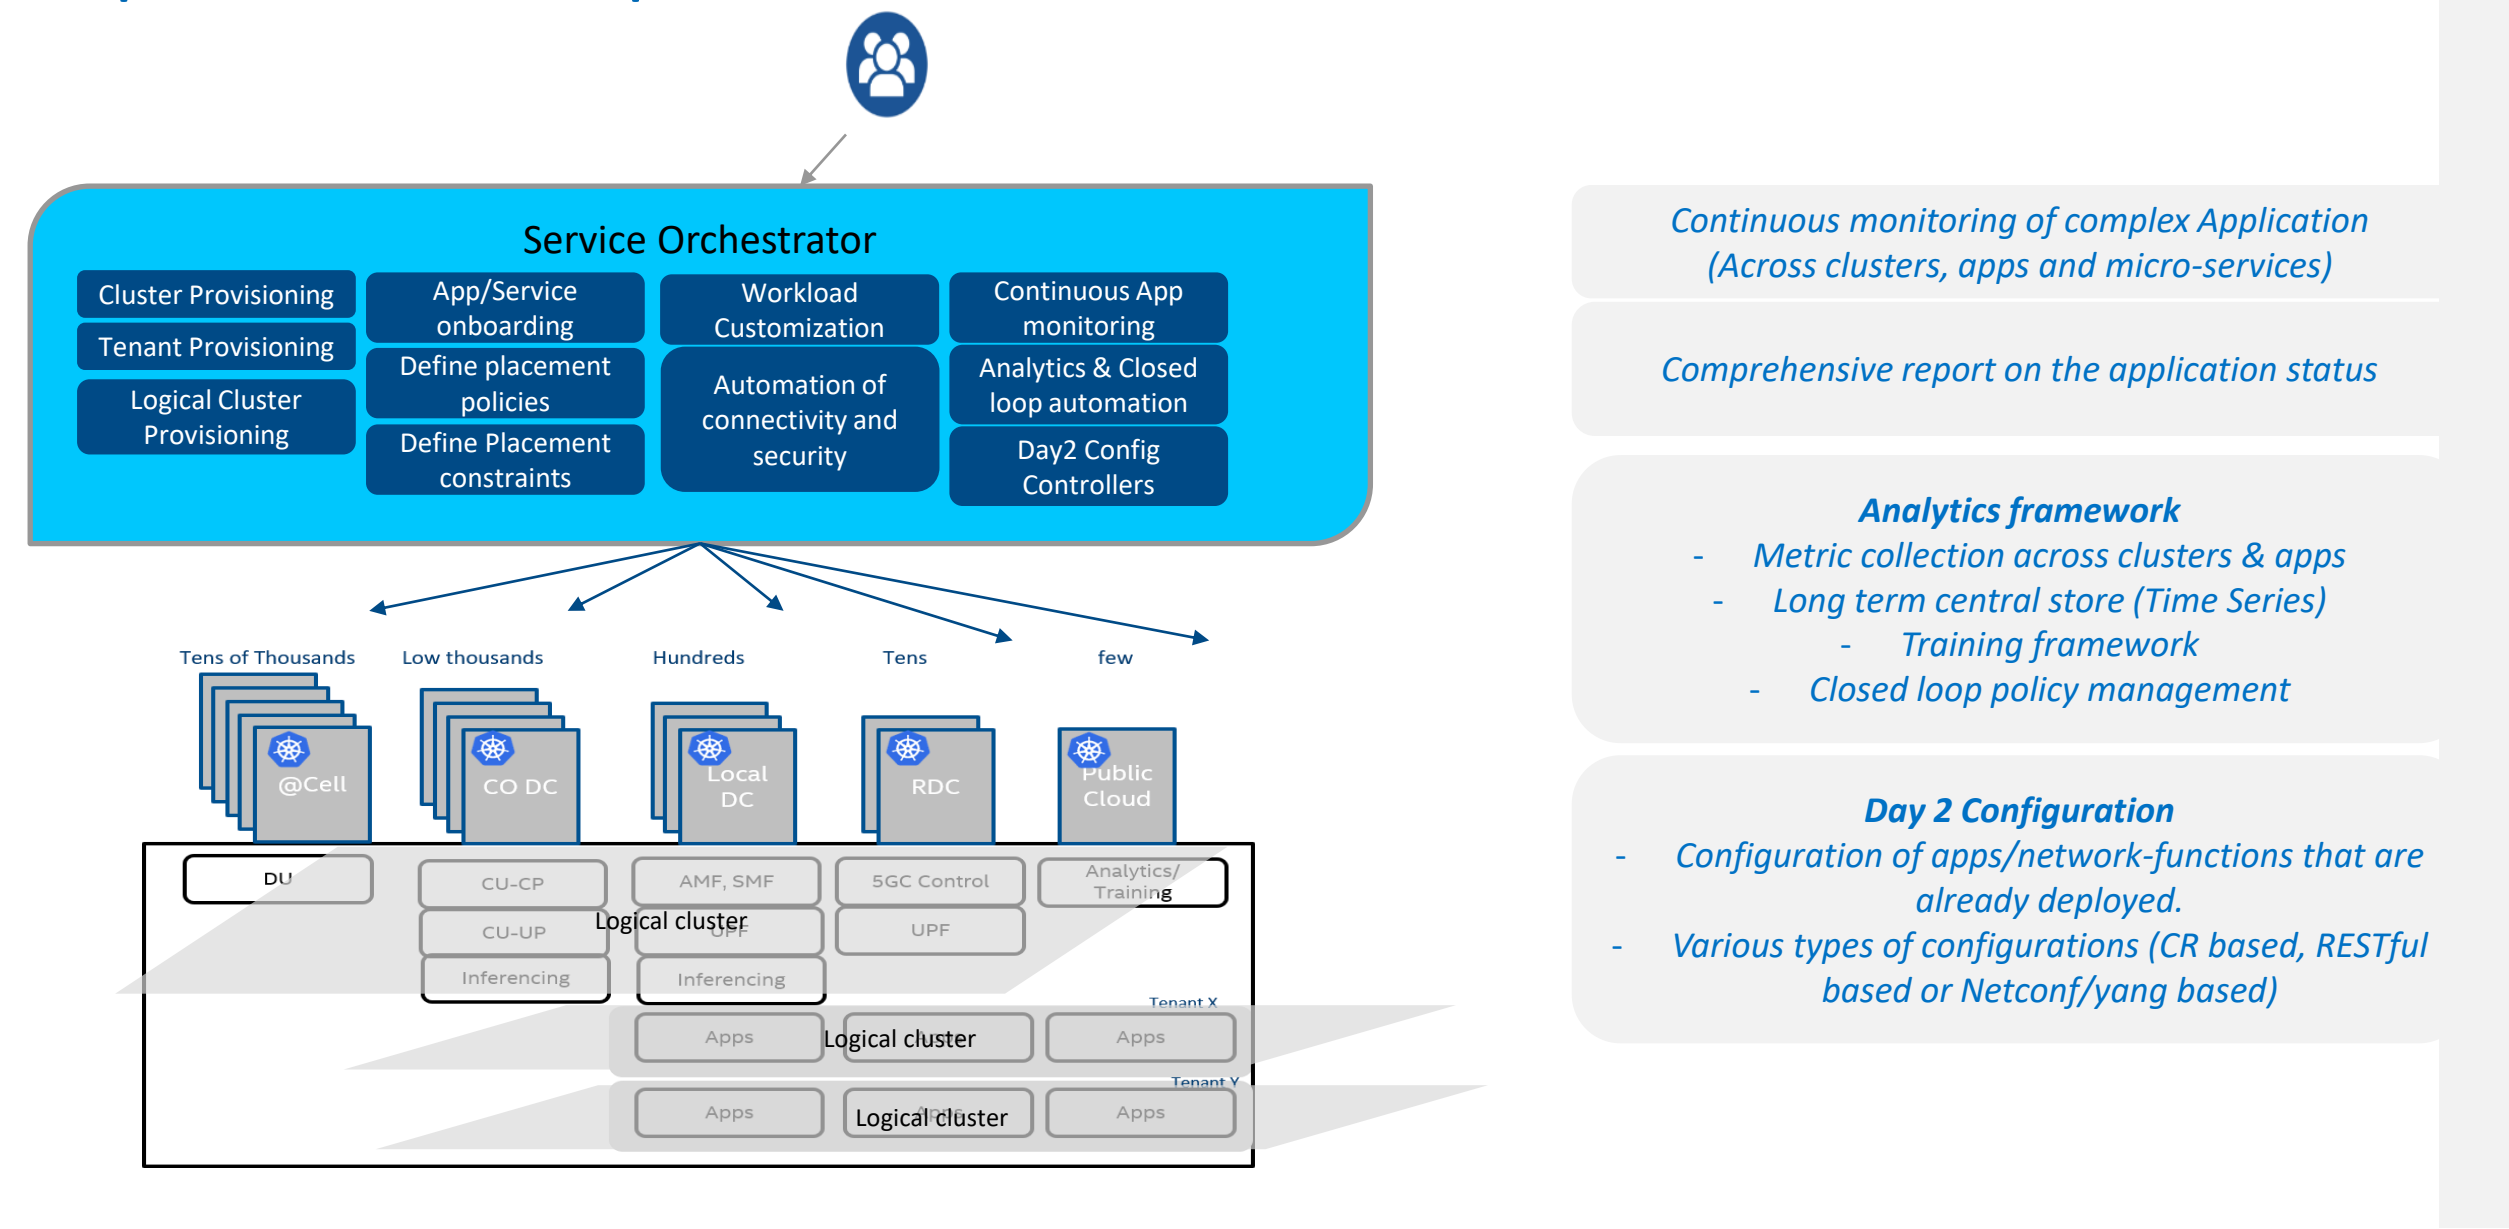 Service Orchestrator
Cluster Provisioning
Tenant Provisioning
Logical Cluster
Provisioning
App/Service
onboarding
Define placement
policies
Define Placement
constraints
Workload
Customization
Automation of
connectivity and
security
Continuous App
monitoring
Analytics & Closed
loop automation
Day2 Config
Controllers
Tens of Thousands
Low thousands
Hundreds
Tens
few
@Cell
CO DC
Local
DC
RDC
Public
Cloud
DU
CU-CP
CU-UP
Inferencing
AMF, SMF
UPF
Inferencing
5GC Control
UPF
Analytics/
Training
Logical cluster
Tenant X
Apps
Apps
Apps
Logical cluster
Tenant Y
Apps
Apps
Apps
Logical cluster
Continuous monitoring of complex Application
(Across clusters, apps and micro-services)
Comprehensive report on the application status
Analytics framework
- Metric collection across clusters & apps
- Long term central store (Time Series)
- Training framework
- Closed loop policy management
Day 2 Configuration
- Configuration of apps/network-functions that are
already deployed.
- Various types of configurations (CR based, RESTful
based or Netconf/yang based)